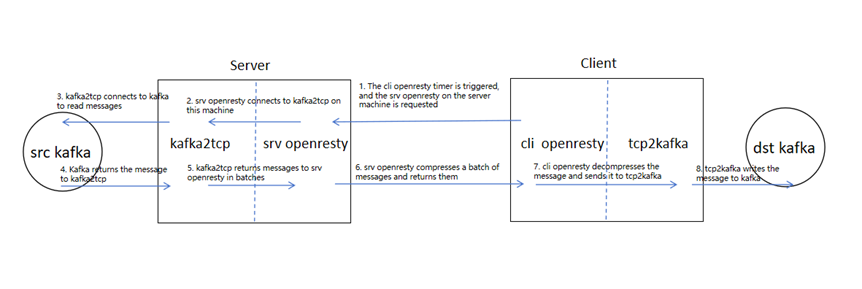 Server
Client
1. The cli openresty timer is triggered,
and the srv openresty on the server
machine is requested
3. kafka2tcp connects to kafka
to read messages
2. srv openresty connects to kafka2tcp on
this machine
src kafka
kafka2tcp
srv openresty
cli openresty
tcp2kafka
dst kafka
4. Kafka returns the message
to kafka2tcp
5. kafka2tcp returns messages to srv
openresty in batches
6. srv openresty compresses a batch of
messages and returns them
7. cli openresty decompresses the
message and sends it to tcp2kafka
8. tcp2kafka writes the
message to kafka